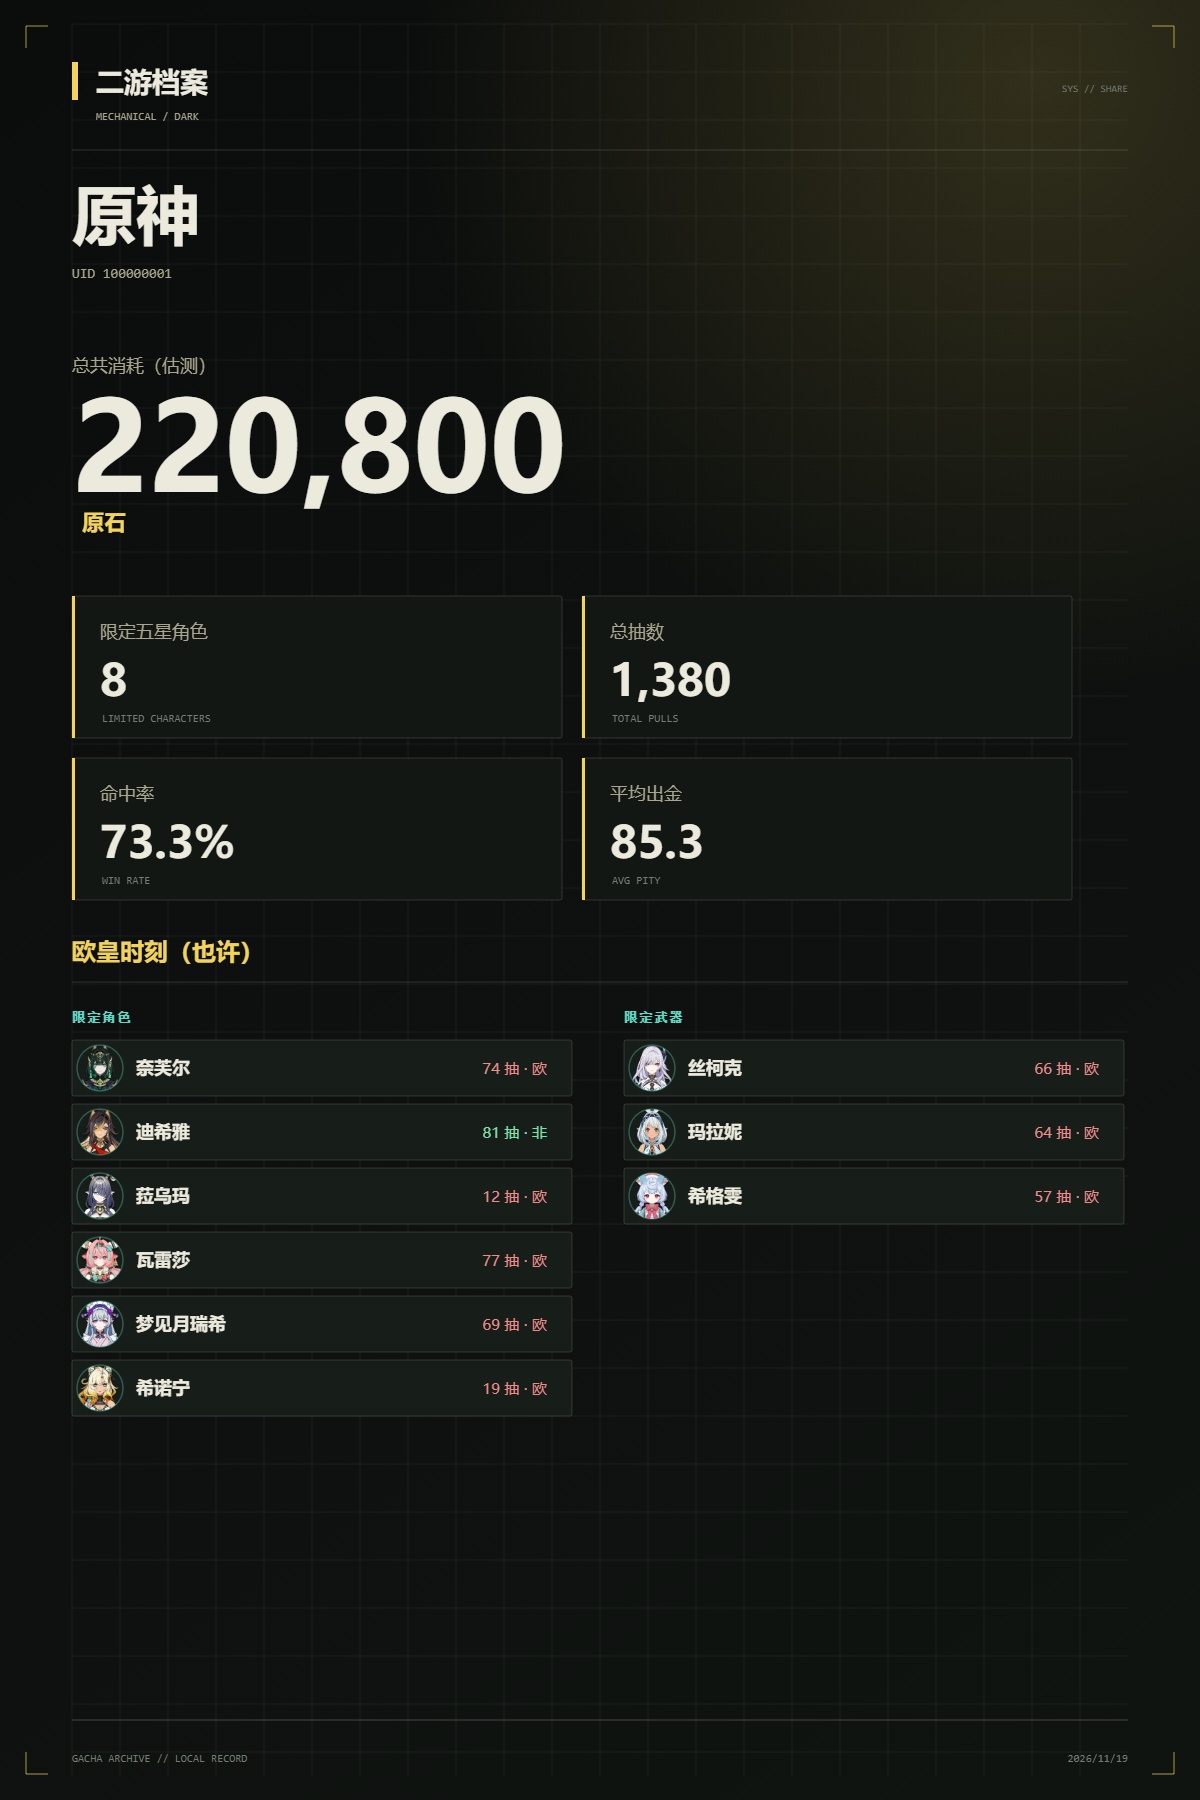 二游档案
MECHANICAL / DARK
SYS // SHARE
原神
UID 100000001
总共消耗（估测）
220,800
原石
限定五星角色
8
LIMITED CHARACTERS
总抽数
1,380
TOTAL PULLS
命中率
73.3%
WIN RATE
平均出金
85.3
AVG PITY
欧皇时刻（也许）
限定角色
奈芙尔 74 抽 · 欧
迪希雅 81 抽 · 非
菈乌玛 12 抽 · 欧
瓦雷莎 77 抽 · 欧
梦见月瑞希 69 抽 · 欧
希诺宁 19 抽 · 欧
限定武器
丝柯克 66 抽 · 欧
玛拉妮 64 抽 · 欧
希格雯 57 抽 · 欧
GACHA ARCHIVE // LOCAL RECORD
2026/11/19